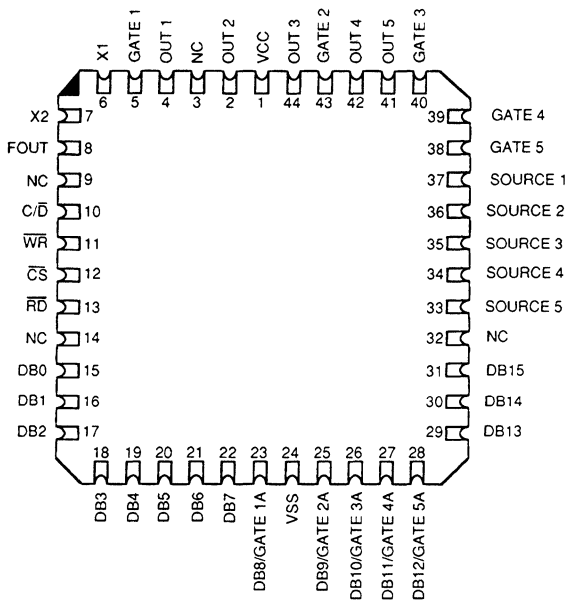 X1
GATE 1
OUT 1
NC
OUT 2
VCC
OUT 3
GATE 2
OUT 4
OUT 5
GATE 3
6 5 4 3 2 1 44 43 42 41 40
X2 7
FOUT 8
NC 9
C/D̅ 10
W̅R̅ 11
C̅S̅ 12
R̅D̅ 13
NC 14
DB0 15
DB1 16
DB2 17
39 GATE 4
38 GATE 5
37 SOURCE 1
36 SOURCE 2
35 SOURCE 3
34 SOURCE 4
33 SOURCE 5
32 NC
31 DB15
30 DB14
29 DB13
18 19 20 21 22 23 24 25 26 27 28
DB3
DB4
DB5
DB6
DB7
DB8/GATE 1A
VSS
DB9/GATE 2A
DB10/GATE 3A
DB11/GATE 4A
DB12/GATE 5A